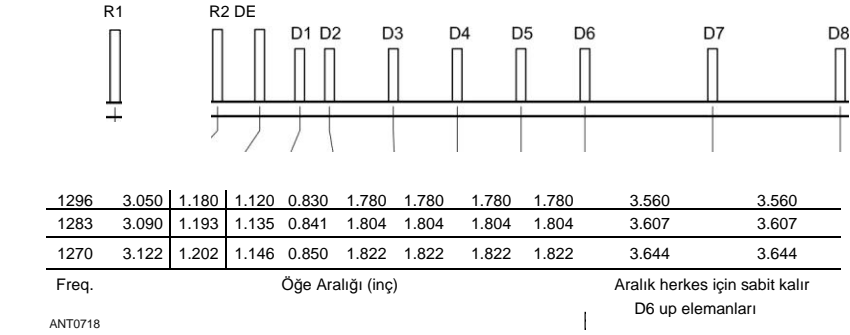 R1 R2 DE
D1 D2 D3 D4 D5 D6 D7 D8
1296 3.050 1.180 1.120 0.830 1.780 1.780 1.780 1.780 3.560 3.560
1283 3.090 1.193 1.135 0.841 1.804 1.804 1.804 1.804 3.607 3.607
1270 3.122 1.202 1.146 0.850 1.822 1.822 1.822 1.822 3.644 3.644
Freq. Öğe Aralığı (inç) Aralık herkes için sabit kalır
D6 up elemanları
ANT0718